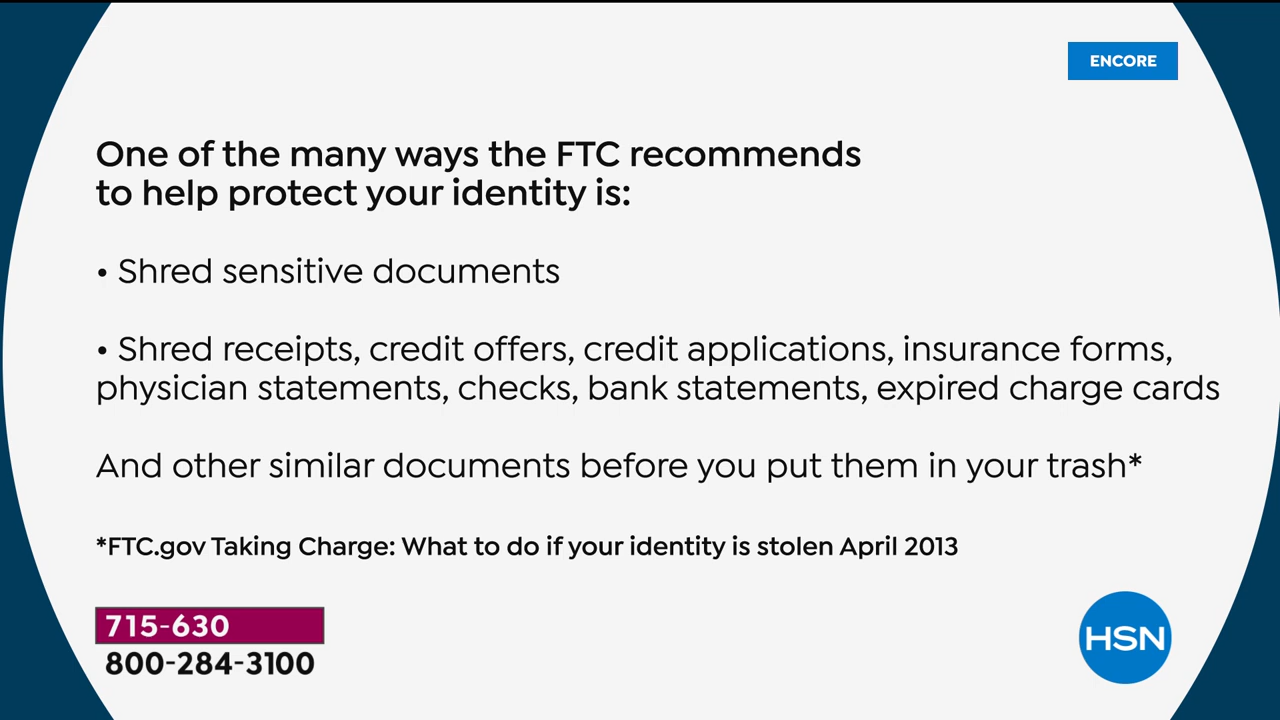 ENCORE
One of the many ways the FTC recommends
to help protect your identity is:
• Shred sensitive documents
• Shred receipts, credit offers, credit applications, insurance forms,
physician statements, checks, bank statements, expired charge cards
And other similar documents before you put them in your trash*
*FTC.gov Taking Charge: What to do if your identity is stolen April 2013
715-630
800-284-3100
HSN